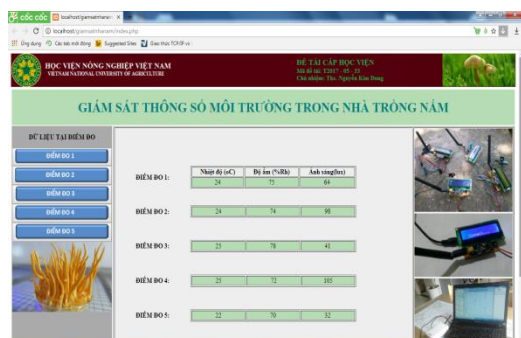 cốc cốc
localhost/giamsatnhanam/index.php
Ứng dụng
Suggested Sites
HỌC VIỆN NÔNG NGHIỆP VIỆT NAM
VIETNAM NATIONAL UNIVERSITY OF AGRICULTURE
ĐỀ TÀI CẤP HỌC VIỆN
Mã đề tài: T2017 - 05 - 33
Chủ nhiệm: Ths. Nguyễn Kim Dung
GIÁM SÁT THÔNG SỐ MÔI TRƯỜNG TRONG NHÀ TRỒNG NẤM
DỮ LIỆU TẠI ĐIỂM ĐO
ĐIỂM ĐO 1
ĐIỂM ĐO 2
ĐIỂM ĐO 3
ĐIỂM ĐO 4
ĐIỂM ĐO 5
Nhiệt độ (oC) Độ ẩm (%Rh) Ánh sáng(lux)
ĐIỂM ĐO 1: 24 75 64
ĐIỂM ĐO 2: 24 74 98
ĐIỂM ĐO 3: 25 78 41
ĐIỂM ĐO 4: 25 72 105
ĐIỂM ĐO 5: 22 70 32